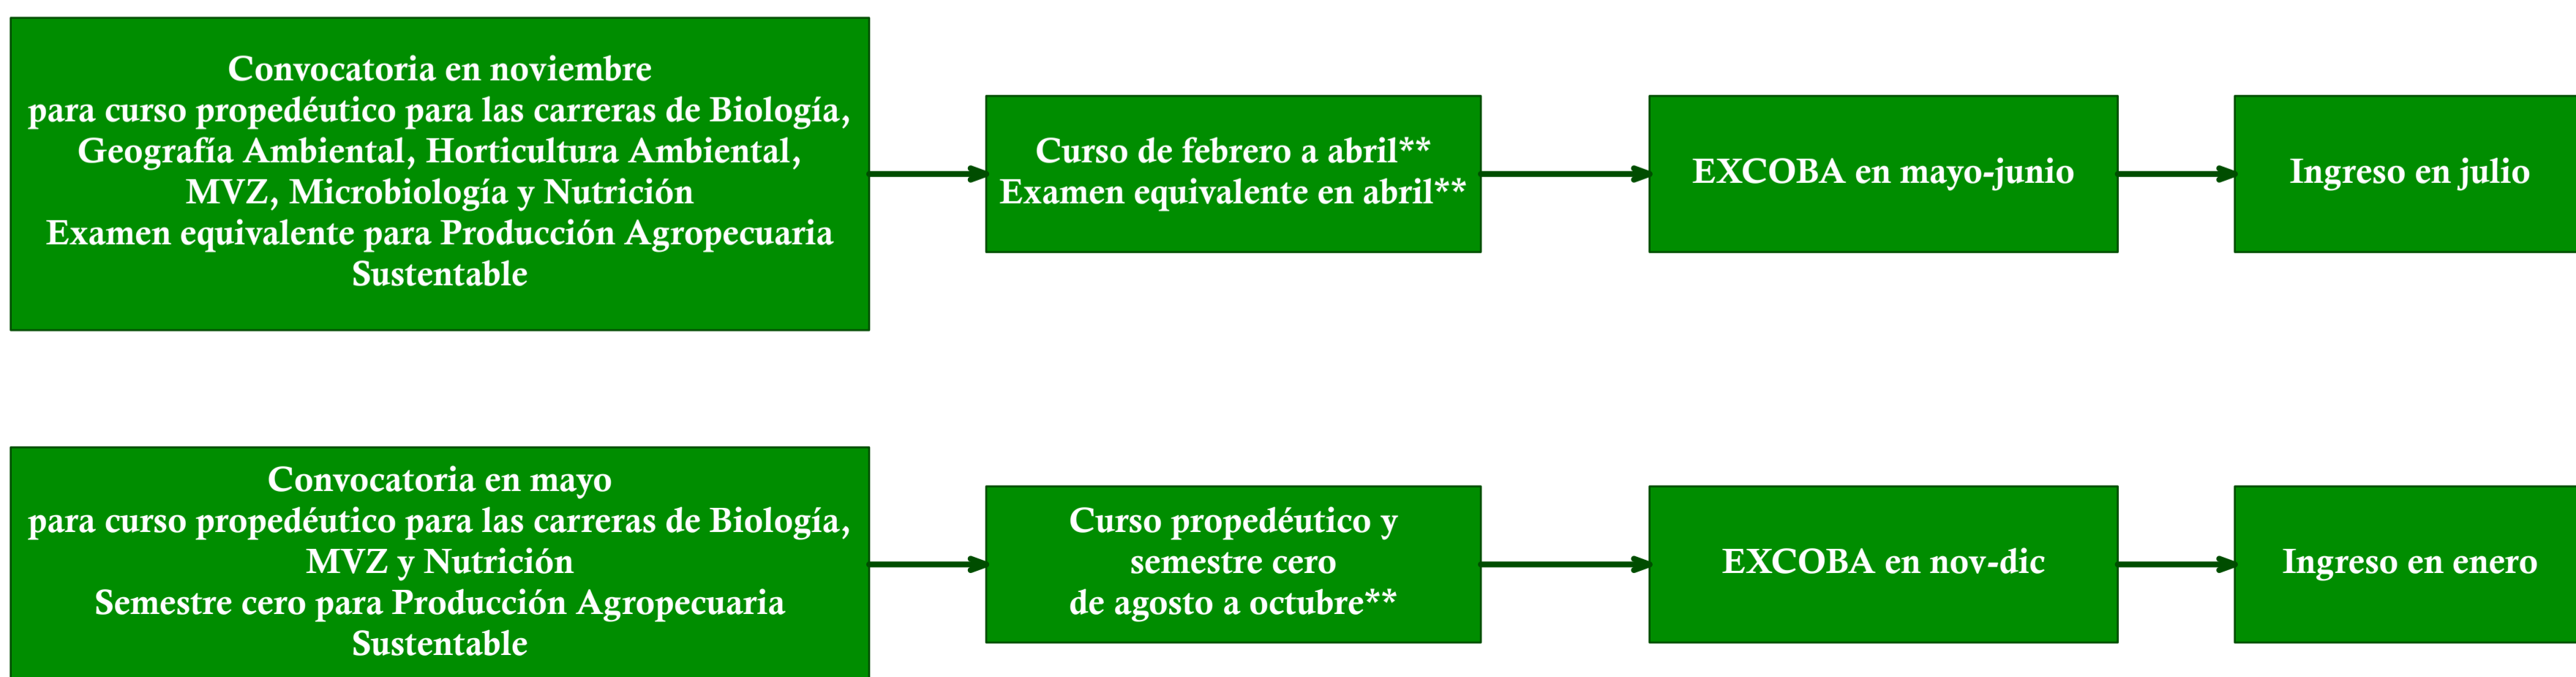 Convocatoria en noviembre
para curso propedéutico para las carreras de Biología,
Geografía Ambiental, Horticultura Ambiental,
MVZ, Microbiología y Nutrición
Examen equivalente para Producción Agropecuaria
Sustentable
Curso de febrero a abril**
Examen equivalente en abril**
EXCOBA en mayo-junio
Ingreso en julio
Convocatoria en mayo
para curso propedéutico para las carreras de Biología,
MVZ y Nutrición
Semestre cero para Producción Agropecuaria
Sustentable
Curso propedéutico y
semestre cero
de agosto a octubre**
EXCOBA en nov-dic
Ingreso en enero